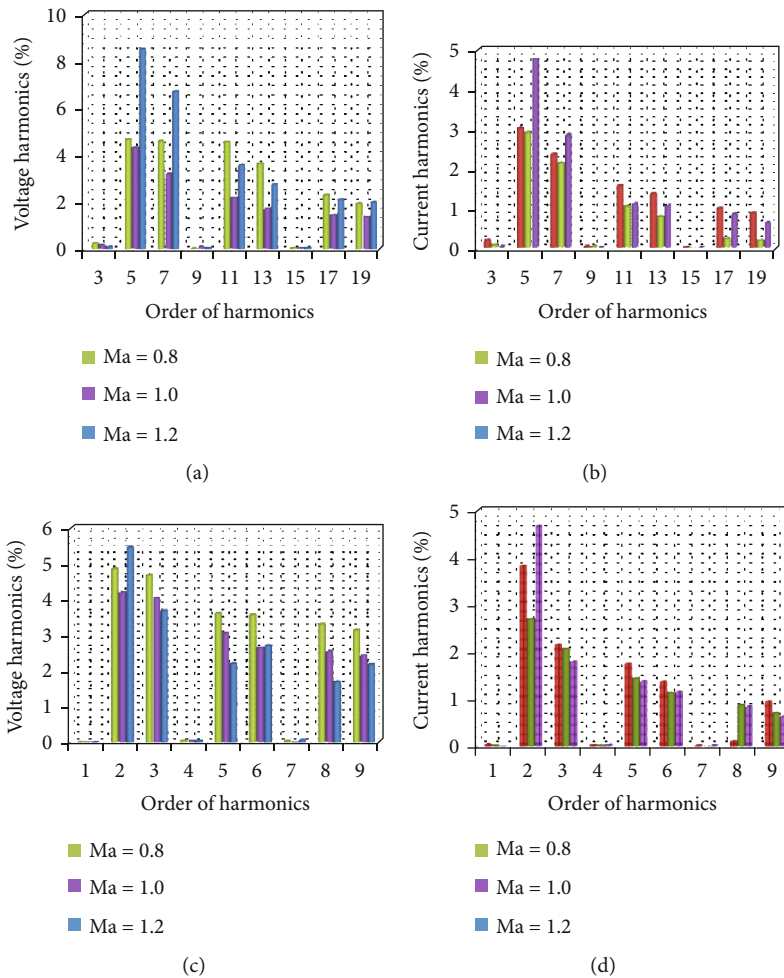 10
8
6
4
2
0
Voltage harmonics (%)
3 5 7 9 11 13 15 17 19
Order of harmonics
Ma = 0.8
Ma = 1.0
Ma = 1.2
(a)
5
4
3
2
1
0
Current harmonics (%)
3 5 7 9 11 13 15 17 19
Order of harmonics
Ma = 0.8
Ma = 1.0
Ma = 1.2
(b)
6
5
4
3
2
1
0
Voltage harmonics (%)
1 2 3 4 5 6 7 8 9
Order of harmonics
Ma = 0.8
Ma = 1.0
Ma = 1.2
(c)
5
4
3
2
1
0
Current harmonics (%)
1 2 3 4 5 6 7 8 9
Order of harmonics
Ma = 0.8
Ma = 1.0
Ma = 1.2
(d)